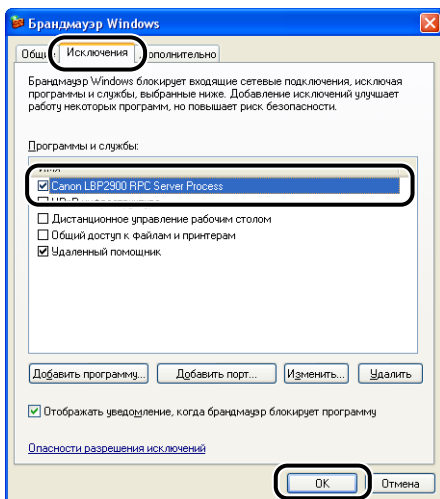 Брандмауэр Windows
Исключения
Брандмауэр Windows блокирует входящие сетевые подключения, исключая
программы и службы, выбранные ниже. Добавление исключений улучшает
работу некоторых программ, но повышает риск безопасности.
Программы и службы:
Canon LBP2900 RPC Server Process
Дистанционное управление рабочим столом
Общий доступ к файлам и принтерам
Удаленный помощник
Добавить программу... Добавить порт... Изменить... Удалить
Отображать уведомление, когда брандмауэр блокирует программу
Опасности разрешения исключений
OK Отмена